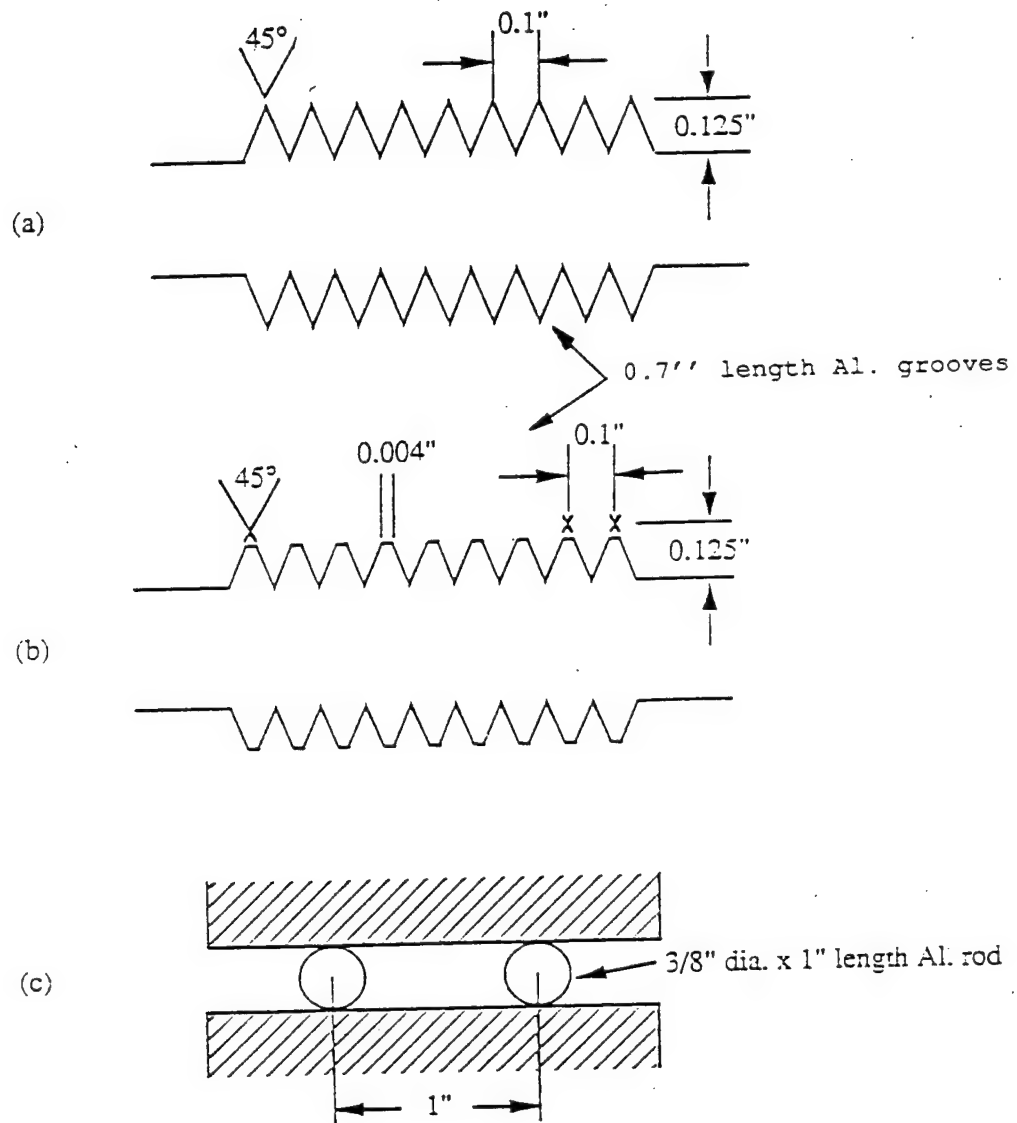 0.1"
45°
0.125"
(a)
0.7'' length Al. grooves
0.1"
0.004"
45°
x
x
x
0.125"
(b)
3/8" dia. x 1" length Al. rod
(c)
1"